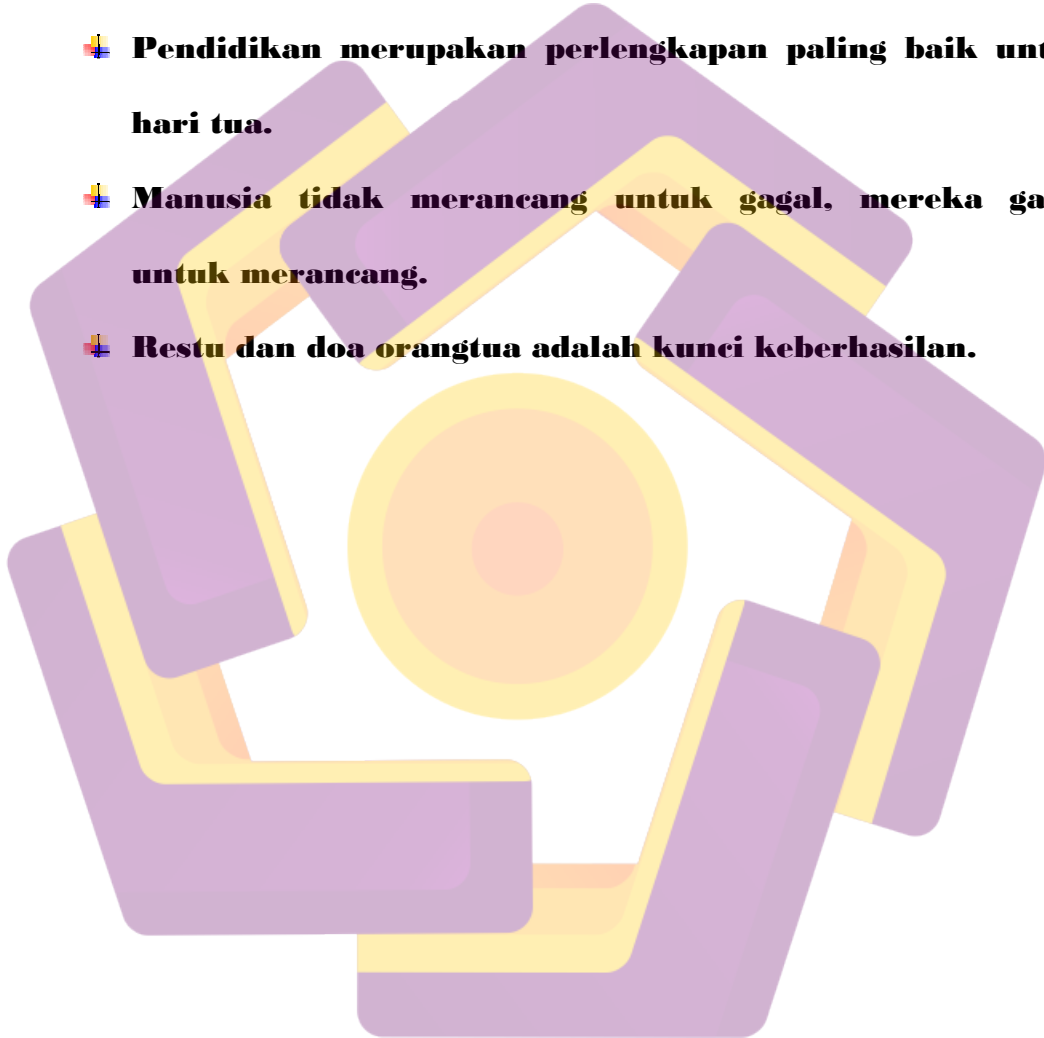 Pendidikan merupakan perlengkapan paling baik
hari tua.
Manusia tidak merancang untuk gagal, mereka
untuk merancang.
Restu dan doa orangtua adalah kunci keberhasilan.